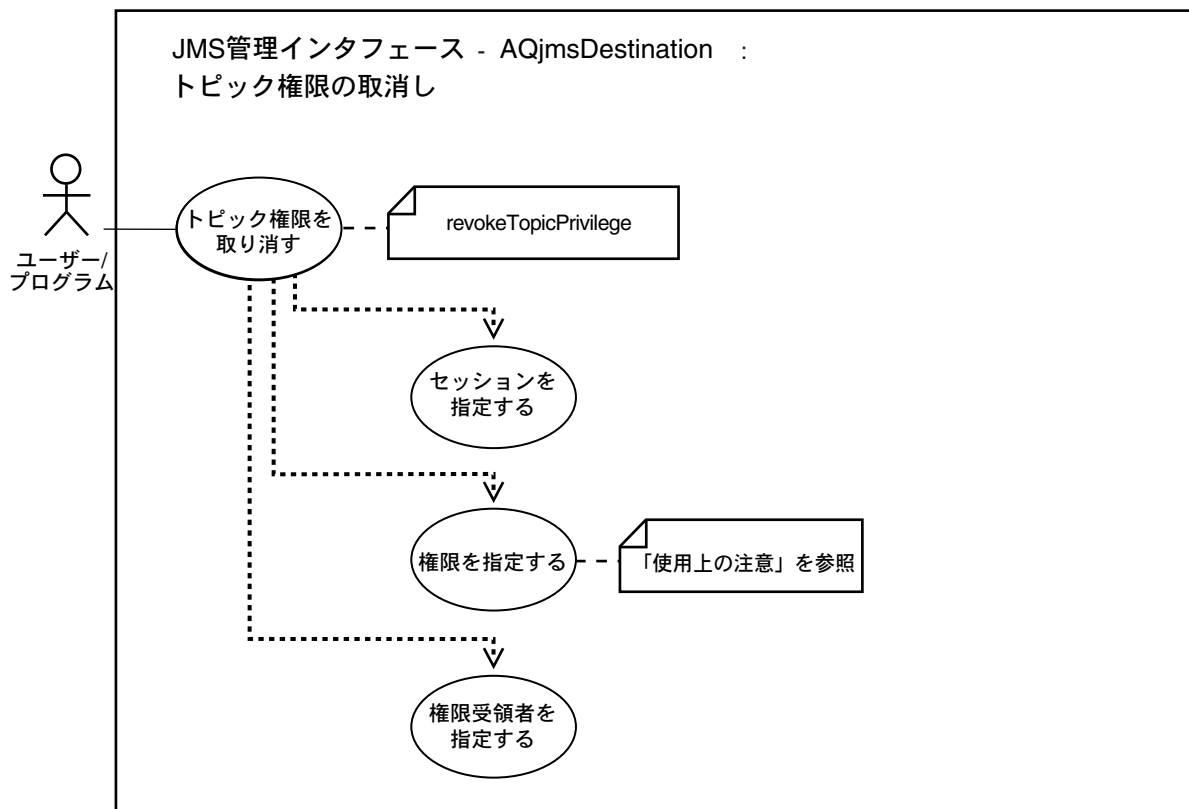 JMS管理インタフェース - AQjmsDestination :
トピック権限の取消し
トピック権限を
取り消す
revokeTopicPrivilege
ユーザー/
プログラム
セッションを
指定する
権限を指定する
「使用上の注意」を参照
権限受領者を
指定する